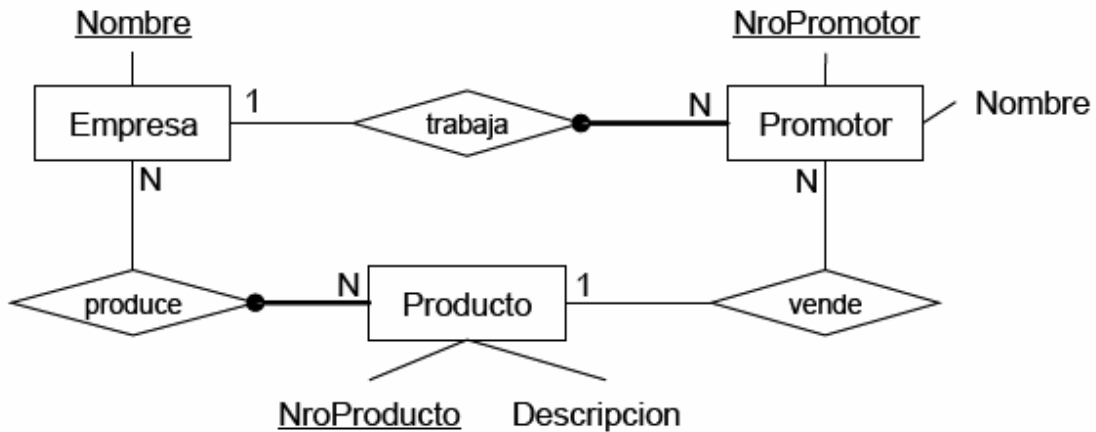 Nombre
NroPromotor
Nombre
Empresa
1
trabaja
N
Promotor
N
N
produce
N
Producto
1
vende
NroProducto
Descripcion